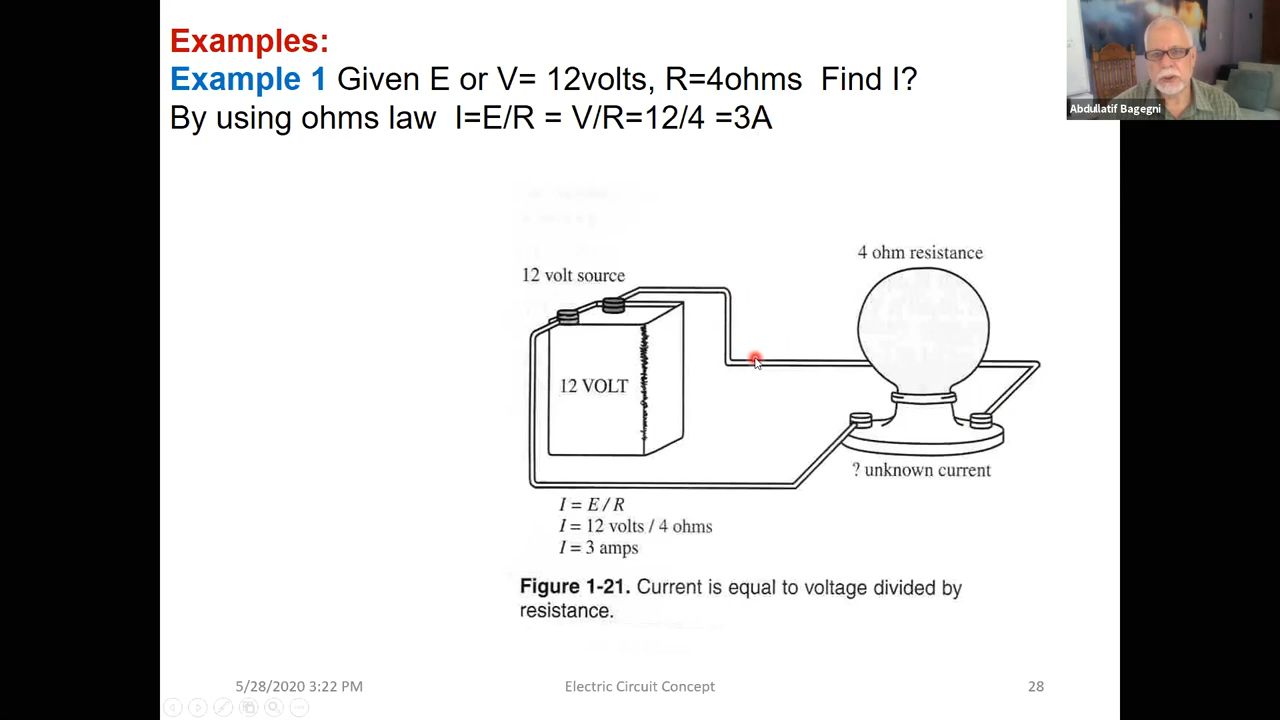 Examples:
Example 1 Given E or V= 12volts, R=4ohms Find I?
By using ohms law I=E/R = V/R=12/4 =3A
Abdullatif Bagegni
4 ohm resistance
12 volt source
12 VOLT
? unknown current
I = E / R
I = 12 volts / 4 ohms
I = 3 amps
Figure 1-21. Current is equal to voltage divided by
resistance.
5/28/2020 3:22 PM
Electric Circuit Concept
28